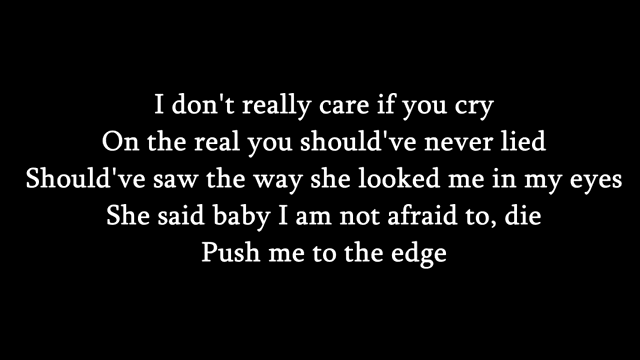 I don't really care if you cry
On the real you should've never lied
Should've saw the way she looked me in my eyes
She said baby I am not afraid to, die
Push me to the edge